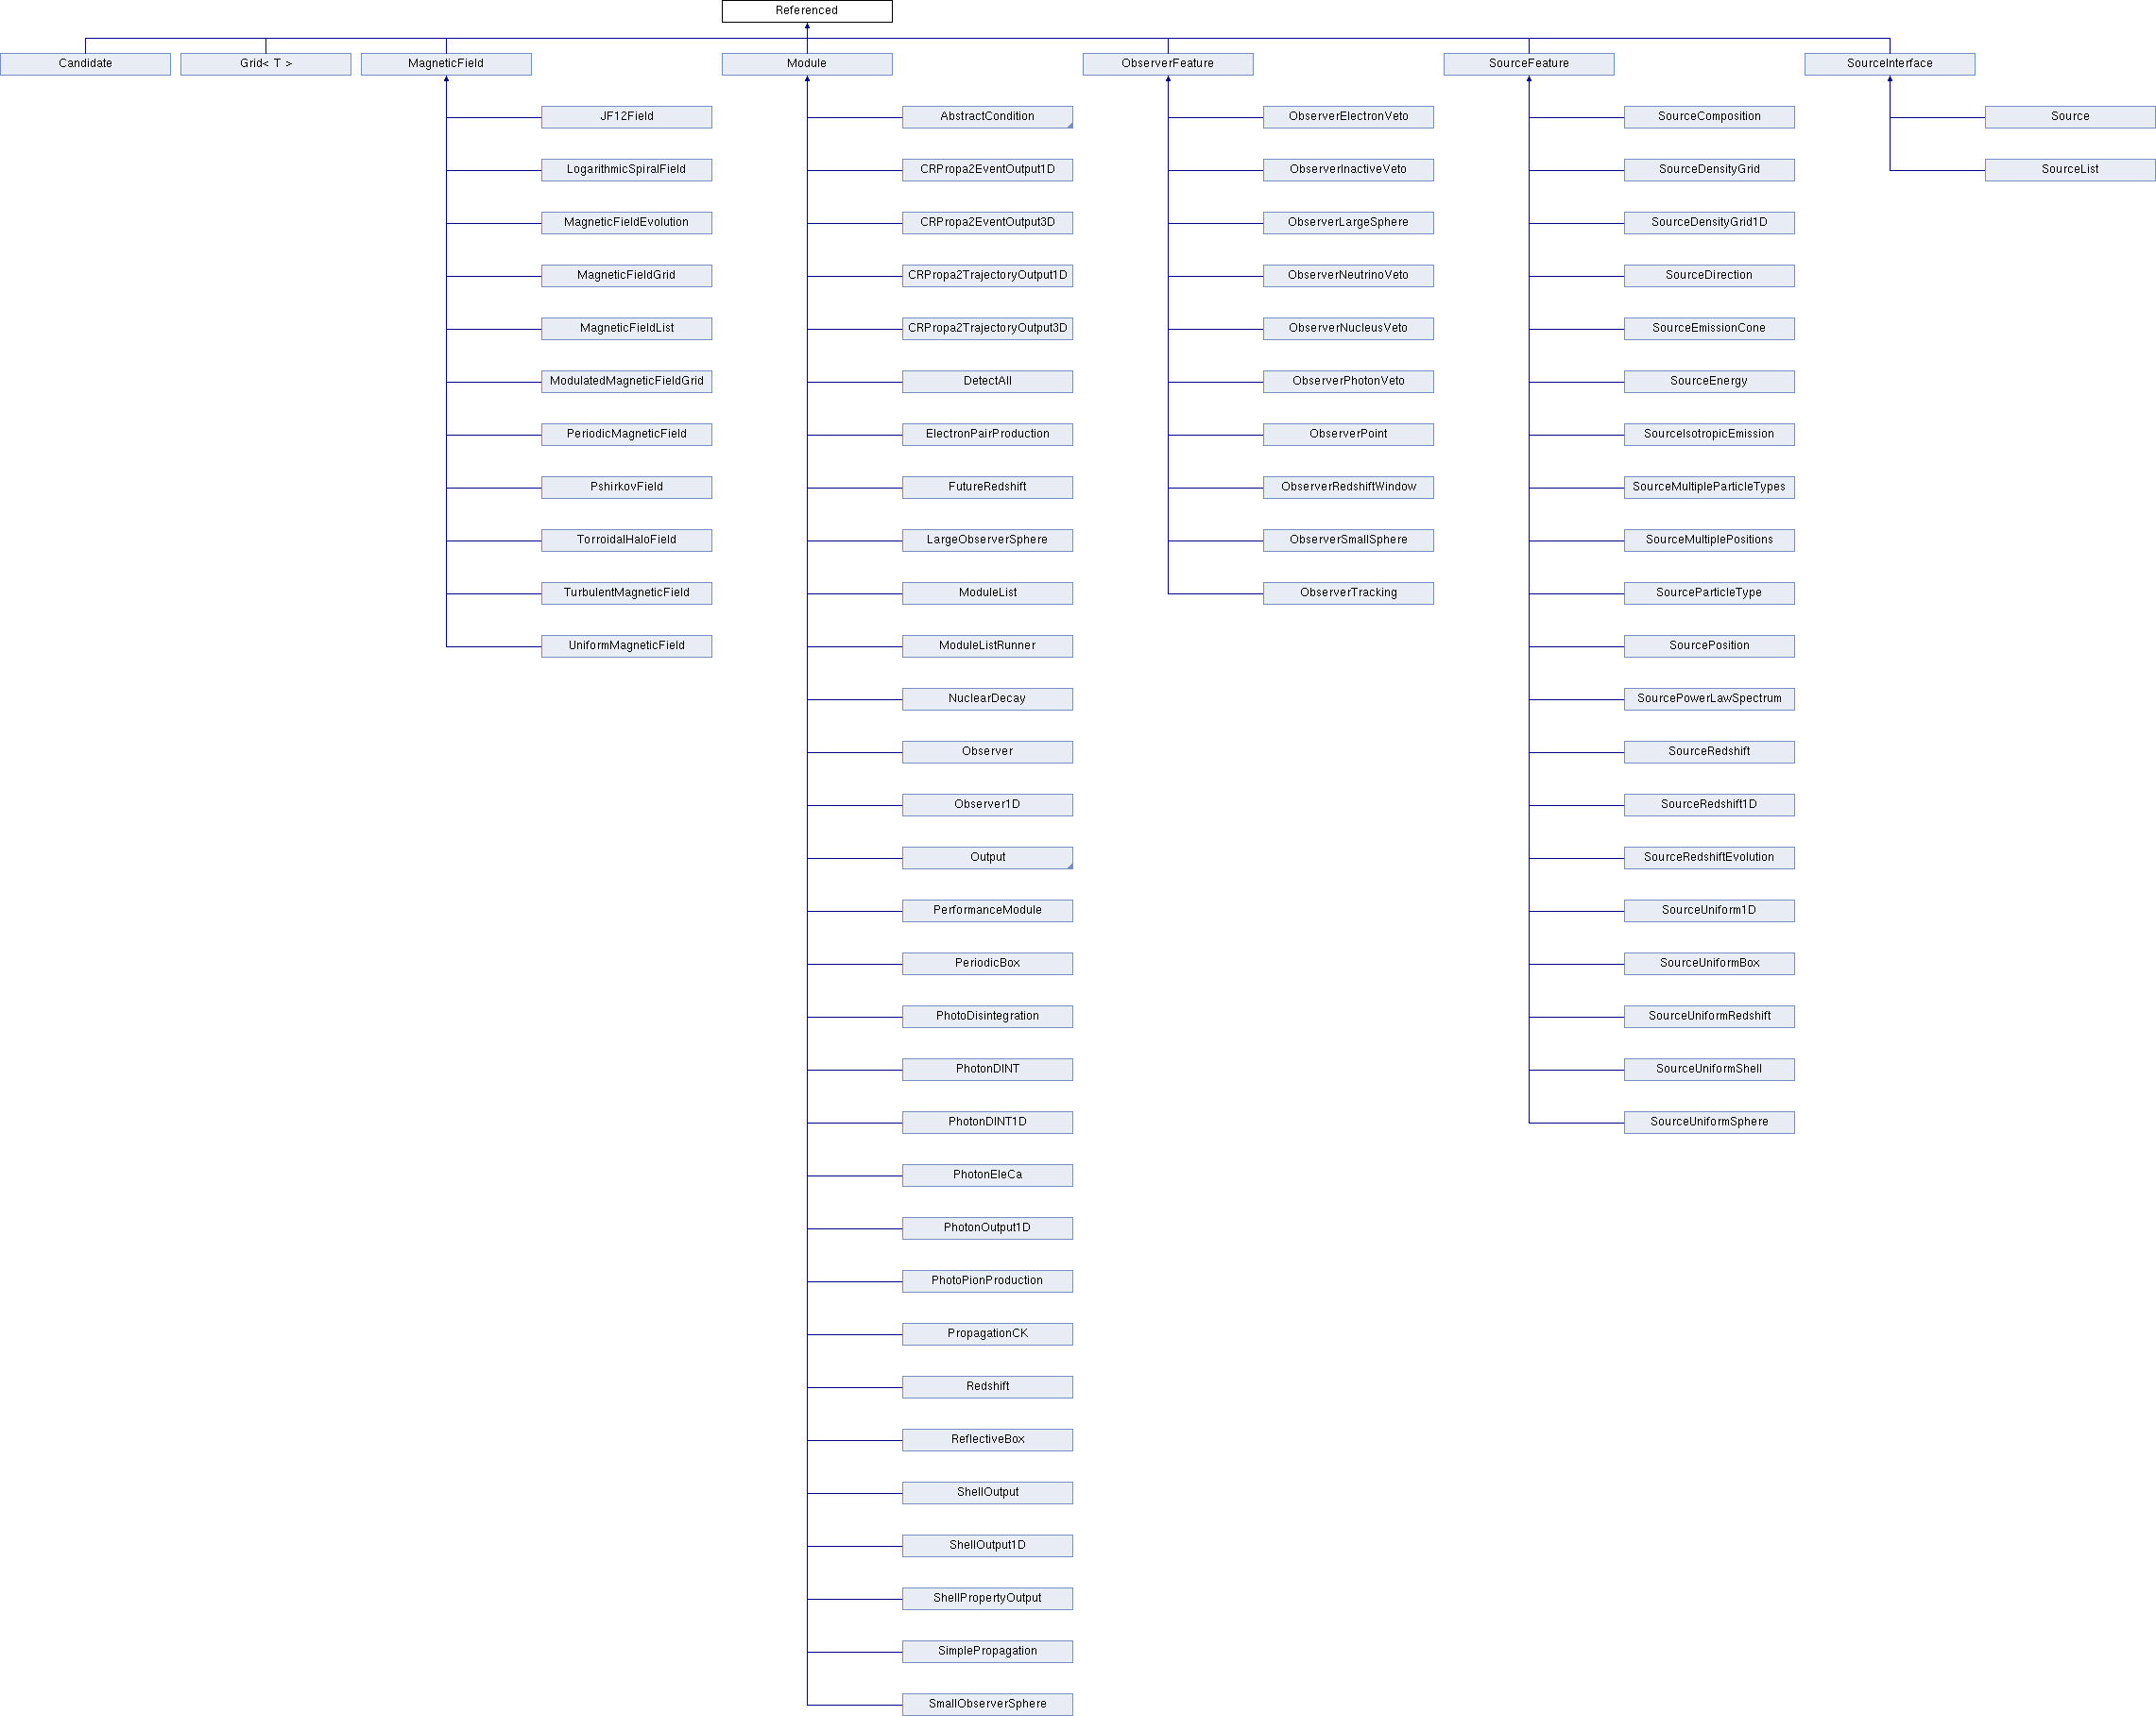 Referenced
Candidate
Grid< T >
MagneticField
Module
ObserverFeature
SourceFeature
SourceInterface
JF12Field
LogarithmicSpiralField
MagneticFieldEvolution
MagneticFieldGrid
MagneticFieldList
ModulatedMagneticFieldGrid
PeriodicMagneticField
PshirkovField
TorroidalHaloField
TurbulentMagneticField
UniformMagneticField
AbstractCondition
CRPropa2EventOutput1D
CRPropa2EventOutput3D
CRPropa2TrajectoryOutput1D
CRPropa2TrajectoryOutput3D
DetectAll
ElectronPairProduction
FutureRedshift
LargeObserverSphere
ModuleList
ModuleListRunner
NuclearDecay
Observer
Observer1D
Output
PerformanceModule
PeriodicBox
PhotoDisintegration
PhotonDINT
PhotonDINT1D
PhotonEleCa
PhotonOutput1D
PhotoPionProduction
PropagationCK
Redshift
ReflectiveBox
ShellOutput
ShellOutput1D
ShellPropertyOutput
SimplePropagation
SmallObserverSphere
ObserverElectronVeto
ObserverInactiveVeto
ObserverLargeSphere
ObserverNeutrinoVeto
ObserverNucleusVeto
ObserverPhotonVeto
ObserverPoint
ObserverRedshiftWindow
ObserverSmallSphere
ObserverTracking
SourceComposition
SourceDensityGrid
SourceDensityGrid1D
SourceDirection
SourceEmissionCone
SourceEnergy
SourceIsotropicEmission
SourceMultipleParticleTypes
SourceMultiplePositions
SourceParticleType
SourcePosition
SourcePowerLawSpectrum
SourceRedshift
SourceRedshift1D
SourceRedshiftEvolution
SourceUniform1D
SourceUniformBox
SourceUniformRedshift
SourceUniformShell
SourceUniformSphere
Source
SourceList